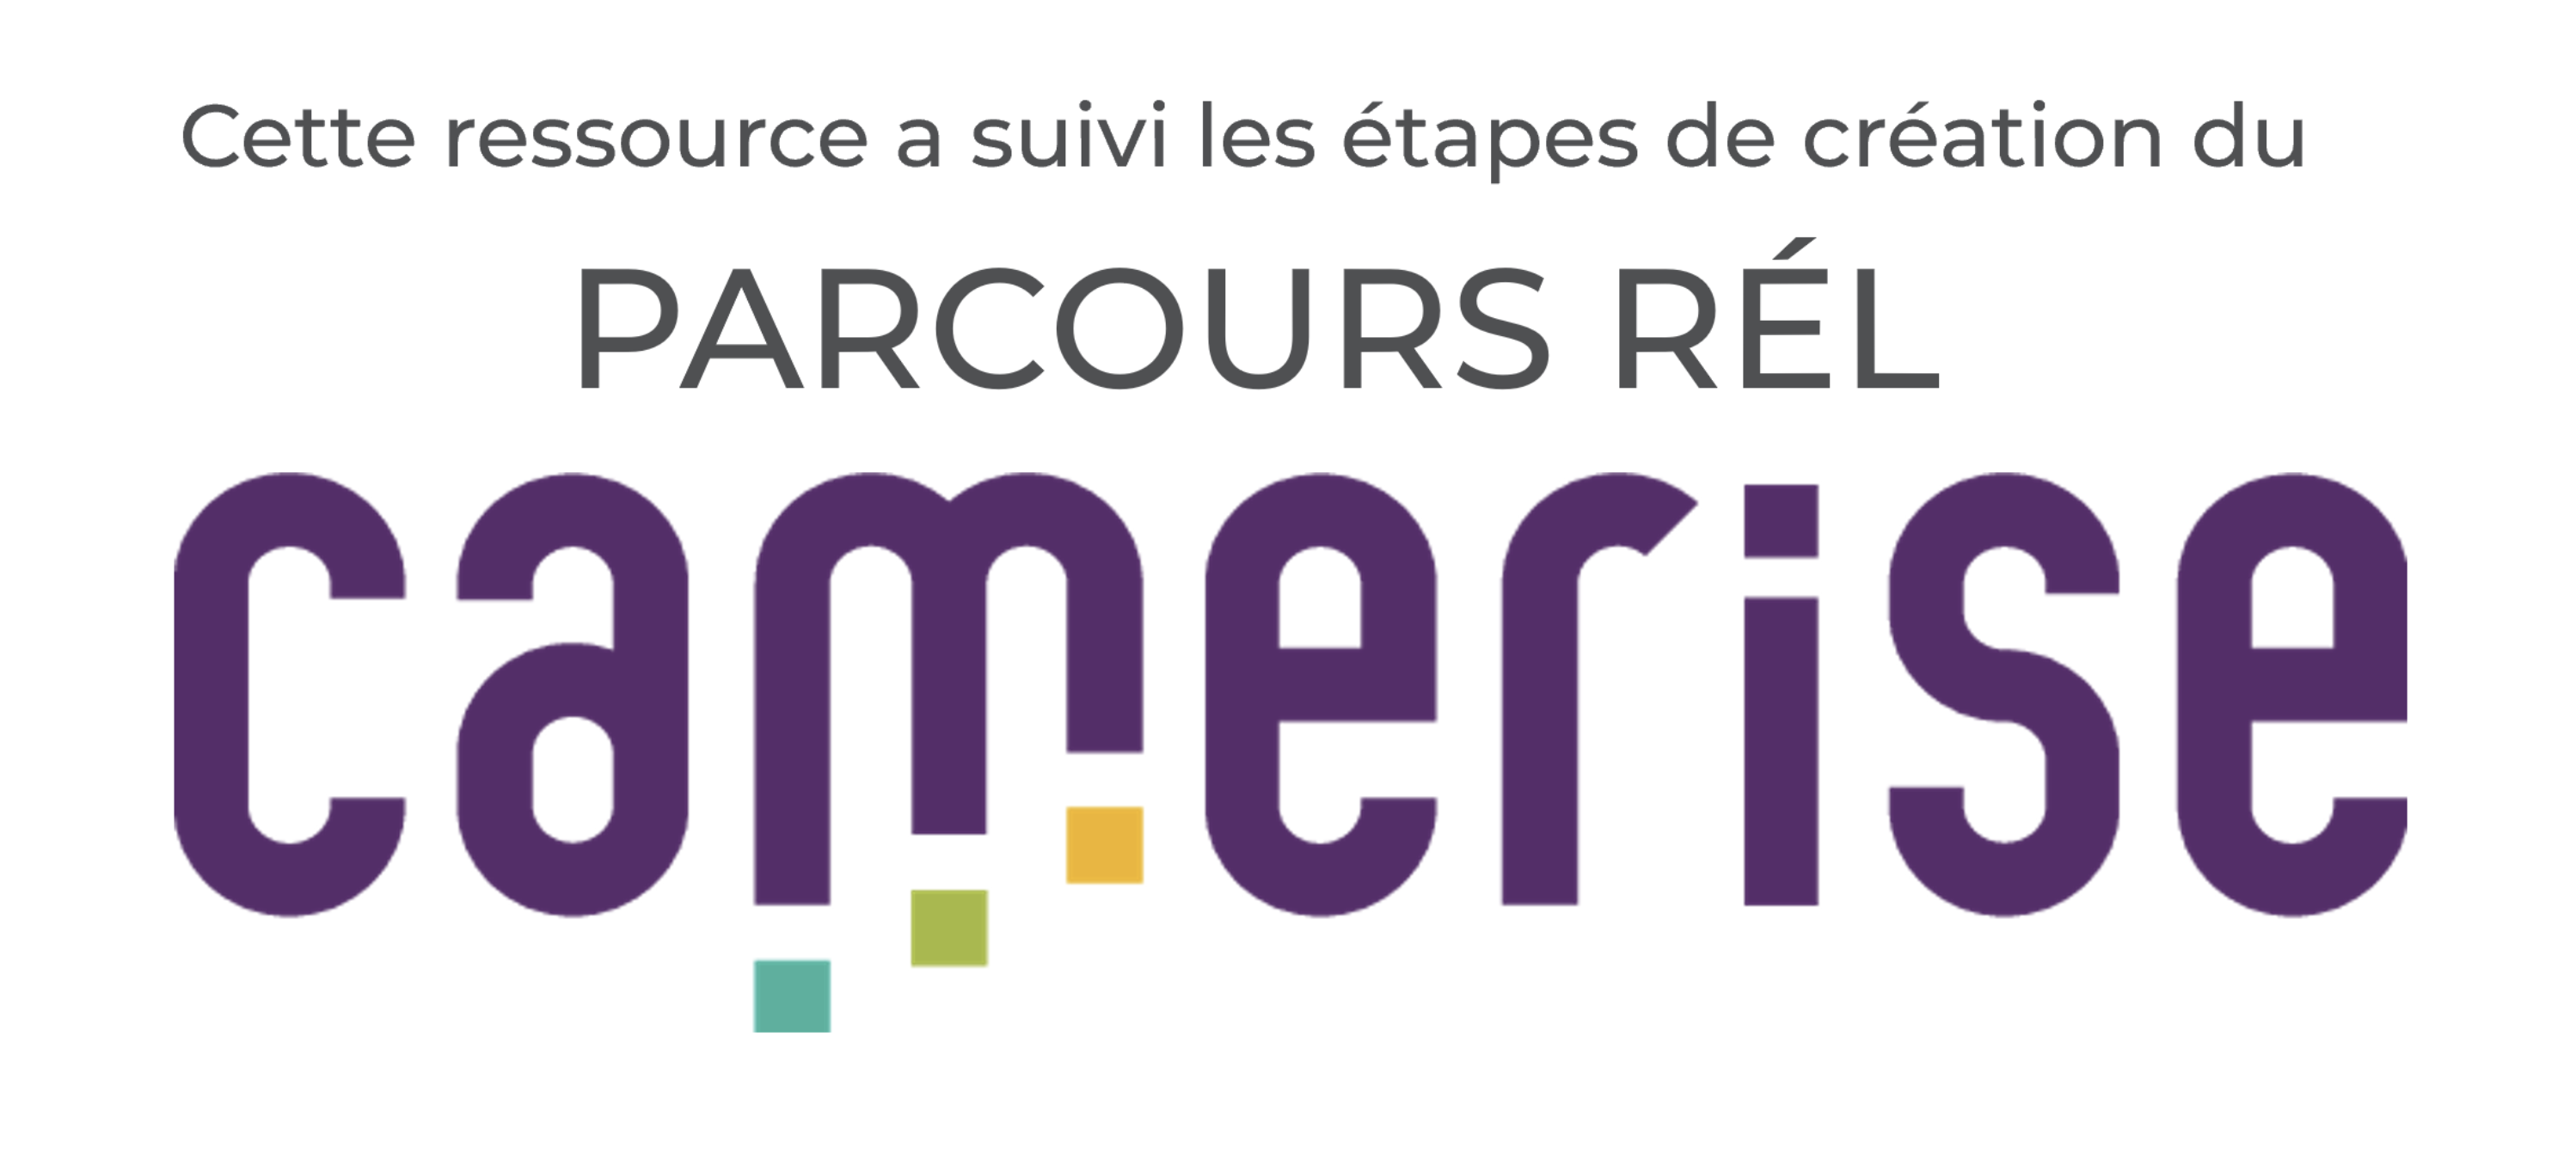 Cette ressource a suivi les étapes de création du
PARCOURS RÉL
camerise